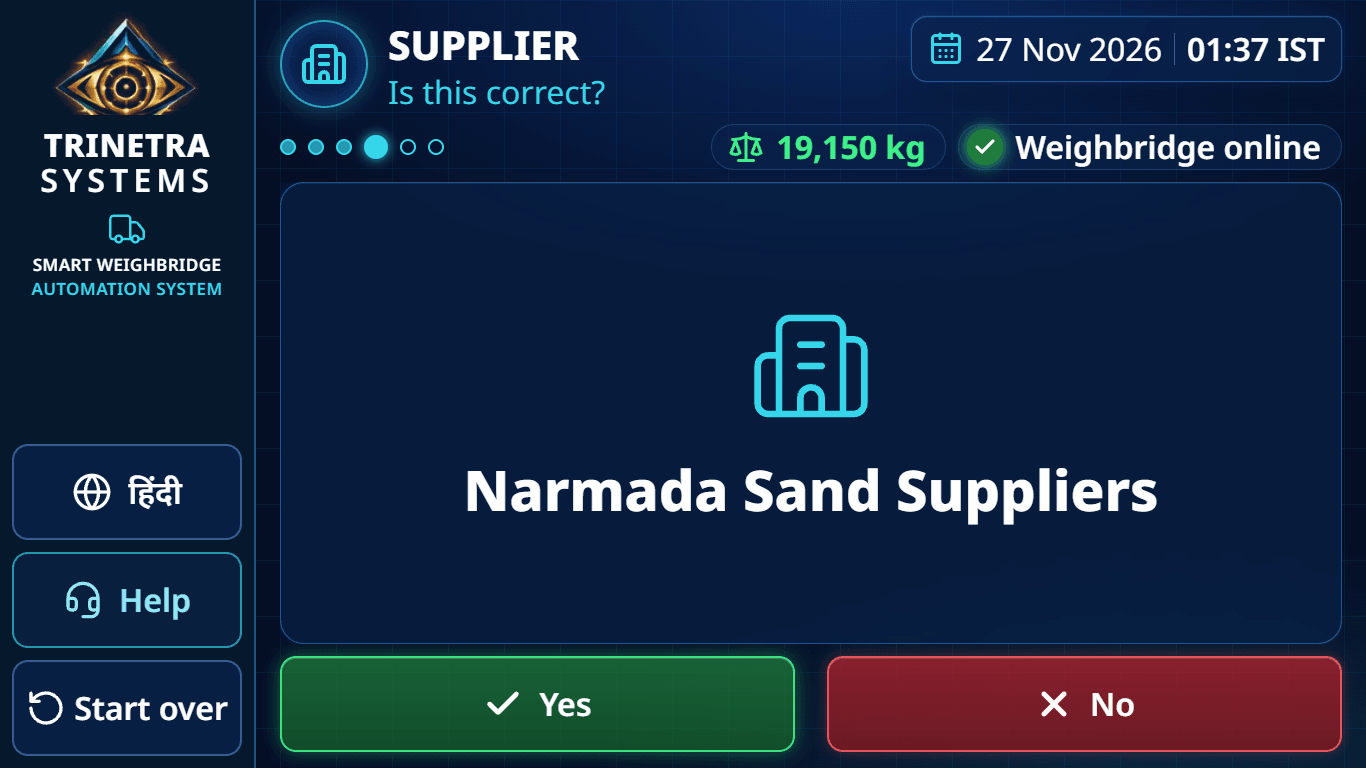 TRINETRA
SYSTEMS
SMART WEIGHBRIDGE
AUTOMATION SYSTEM
हिंदी
Help
Start over
SUPPLIER
Is this correct?
27 Nov 2026 01:37 IST
19,150 kg
Weighbridge online
Narmada Sand Suppliers
Yes
No